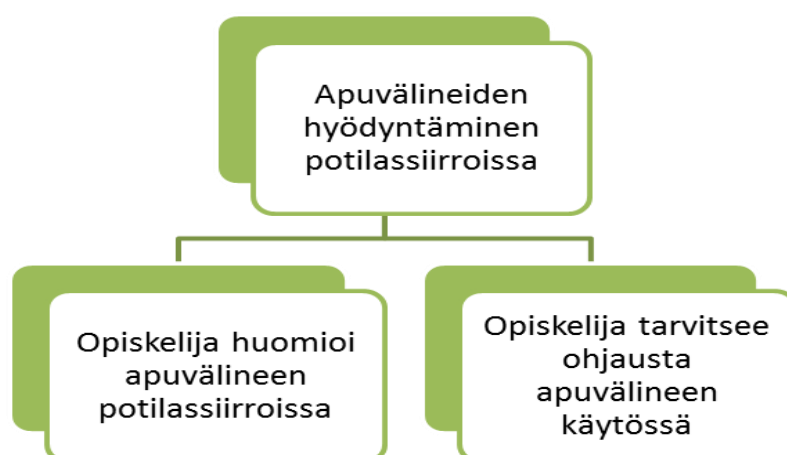 Apuvälineiden
hyödyntäminen
potilassiirroissa
Opiskelija huomioi
apuvälineen
potilassiirroissa
Opiskelija tarvitsee
ohjausta
apuvälineen
käytössä